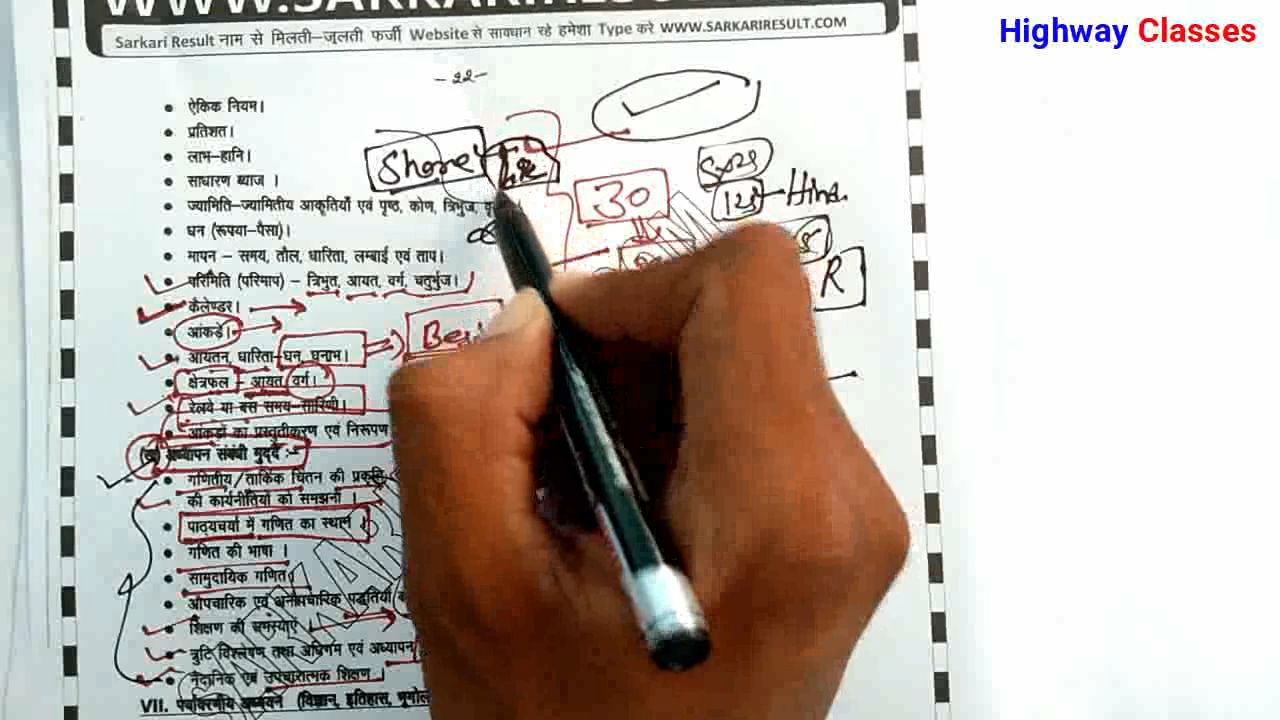 Highway Classes
WWW.SARKARIRESUL
Sarkari Result नाम से मिलती-जुलती फर्जी Website से सावधान रहे हमेशा Type करे WWW.SARKARIRESULT.COM
-22-
ऐकिक नियम।
प्रतिशत।
लाभ-हानि।
साधारण ब्याज।
ज्यामिति-ज्यामितीय आकृतियाँ एवं पृष्ठ, कोण, त्रिभुज,
धन (रूपया-पैसा)।
मापन - समय, तौल, धारिता, लम्बाई एवं ताप।
परिमिति (परिमाप) - त्रिभुत, आयत, वर्ग, चतुर्भुज।
कैलेण्डर।
आंकड़े।
आयतन, धारिता-घन, घनाभ।
क्षेत्रफल - आयत, वर्ग।
रेलवे या बस समय-सारिणी।
आंकड़ों का प्रस्तुतीकरण एवं निरूपण
अध्यापन संबंधी मुद्दे :-
गणितीय/तार्किक चिंतन की प्रकृति
की कार्यनीतियों को समझना।
पाठ्यचर्या में गणित का स्थान।
गणित की भाषा।
सामुदायिक गणित।
औपचारिक एवं अनौपचारिक पद्धतियों
शिक्षण की समस्याएं
त्रुटि विश्लेषण तथा अधिगम एवं अध्यापन
नैदानिक एवं उपचारात्मक शिक्षण।
VII. पर्यावरणीय अध्ययन (विज्ञान, इतिहास, भूगोल
30
R